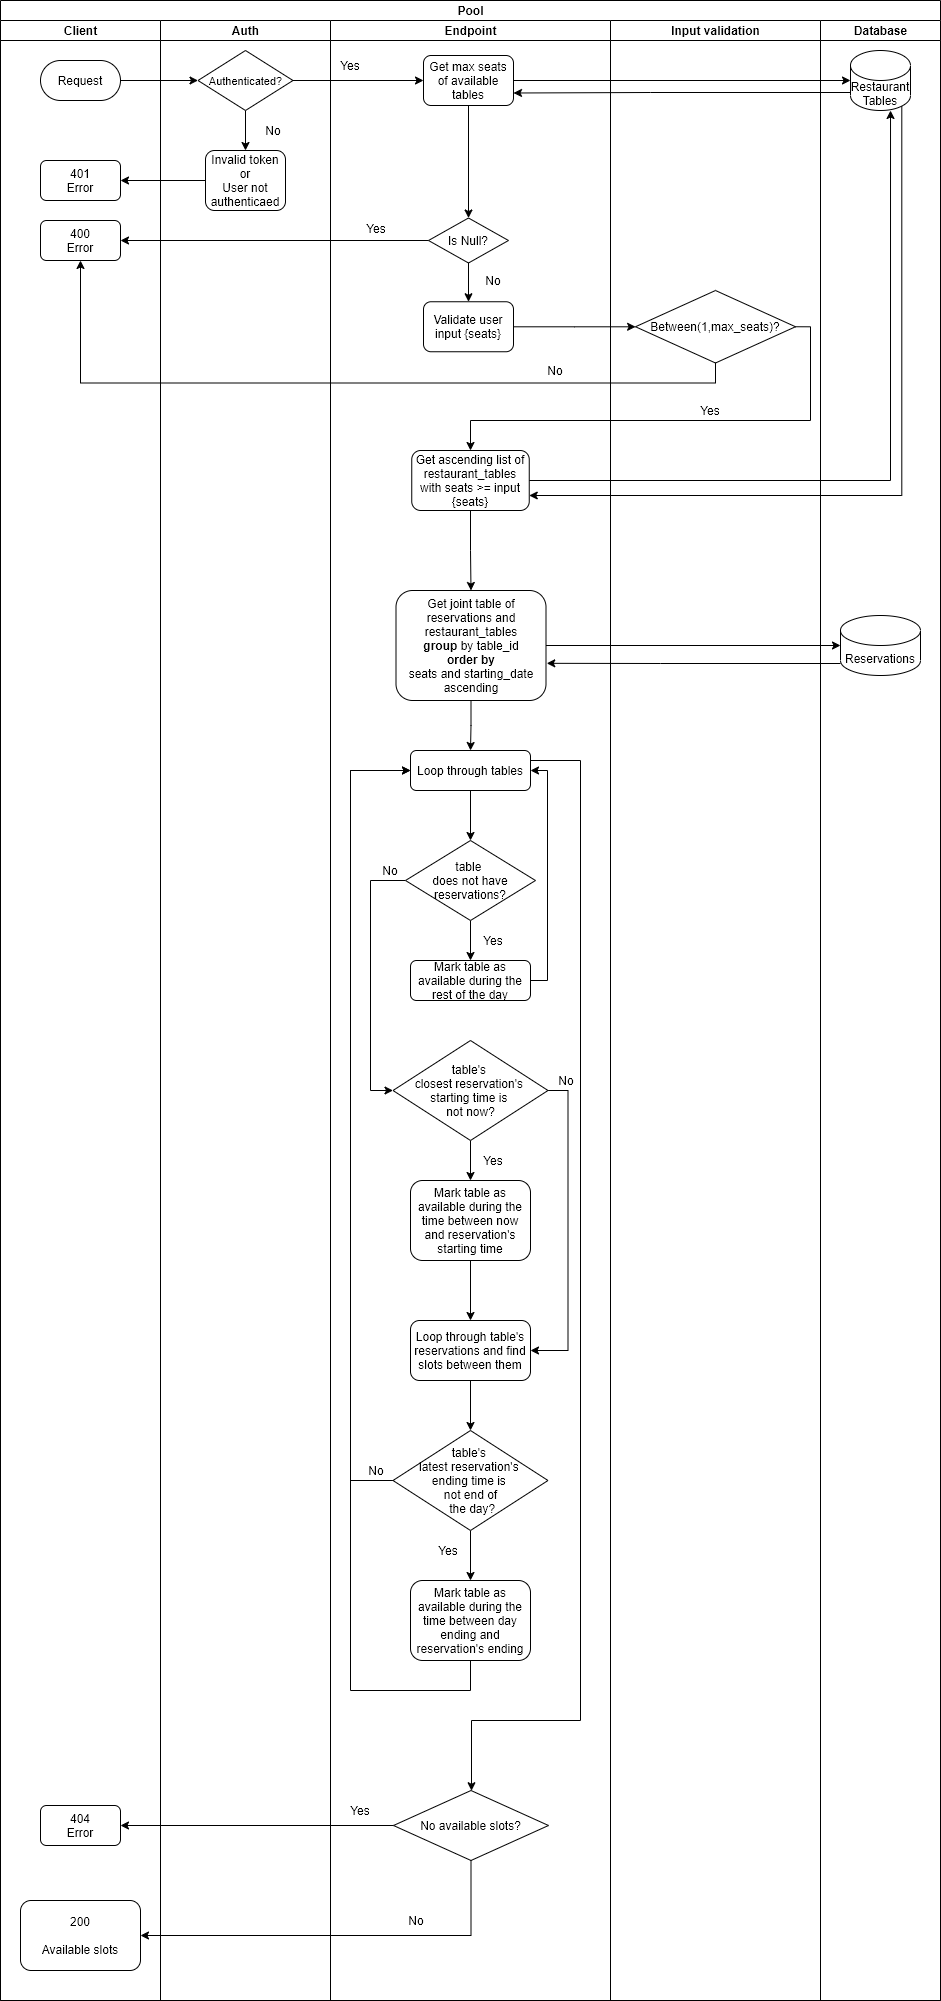 Pool
Client
Auth
Endpoint
Input validation
Database
Request
Authenticated?
Yes
Get max seats
of available
tables
Restaurant
Tables
No
Invalid token
or
User not
authenticaed
401
Error
400
Error
Yes
Is Null?
No
Validate user
input {seats}
Between(1,max_seats)?
No
Yes
Get ascending list of
restaurant_tables
with seats >= input
{seats}
Get joint table of
reservations and
restaurant_tables
group by table_id
order by
seats and starting_date
ascending
Reservations
Loop through tables
No
table
does not have
reservations?
Yes
Mark table as
available during the
rest of the day
table's
closest reservation's
starting time is
not now?
No
Yes
Mark table as
available during the
time between now
and reservation's
starting time
Loop through table's
reservations and find
slots between them
table's
latest reservation's
ending time is
not end of
the day?
No
Yes
Mark table as
available during the
time between day
ending and
reservation's ending
404
Error
Yes
No available slots?
No
200
Available slots